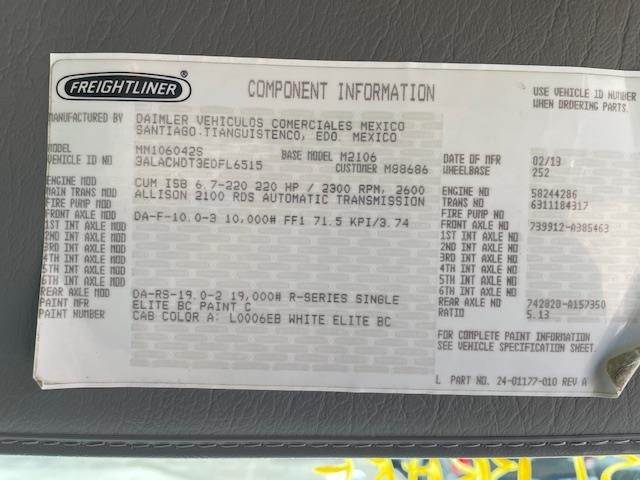 FREIGHTLINER®
COMPONENT INFORMATION
USE VEHICLE ID NUMBER
WHEN ORDERING PARTS.
MANUFACTURED BY DAIMLER VEHICULOS COMERCIALES MEXICO
SANTIAGO TIANGUISTENCO, EDO. MEXICO
MODEL MM106042S BASE MODEL M2106 DATE OF MFR 02/13
VEHICLE ID NO 3ALACWDT3EDFL6515 CUSTOMER M88686 WHEELBASE 252
ENGINE MOD CUM ISB 6.7-220 220 HP / 2300 RPM, 2600 ENGINE NO 58244286
MAIN TRANS MOD ALLISON 2100 RDS AUTOMATIC TRANSMISSION TRANS NO 6311184317
FIRE PUMP MOD FIRE PUMP NO
FRONT AXLE MOD DA-F-10.0-3 10,000# FF1 71.5 KPI/3.74 FRONT AXLE NO 739912-A385463
1ST INT AXLE MOD 1ST INT AXLE NO
2ND INT AXLE MOD 2ND INT AXLE NO
3RD INT AXLE MOD 3RD INT AXLE NO
4TH INT AXLE MOD 4TH INT AXLE NO
5TH INT AXLE MOD 5TH INT AXLE NO
6TH INT AXLE MOD 6TH INT AXLE NO
REAR AXLE MOD DA-RS-19.0-2 19,000# R-SERIES SINGLE REAR AXLE NO 742820-A157350
PAINT MFR ELITE BC PAINT C RATIO 5.13
PAINT NUMBER CAB COLOR A: L0006EB WHITE ELITE BC
FOR COMPLETE PAINT INFORMATION
SEE VEHICLE SPECIFICATION SHEET.
L PART NO. 24-01177-010 REV A